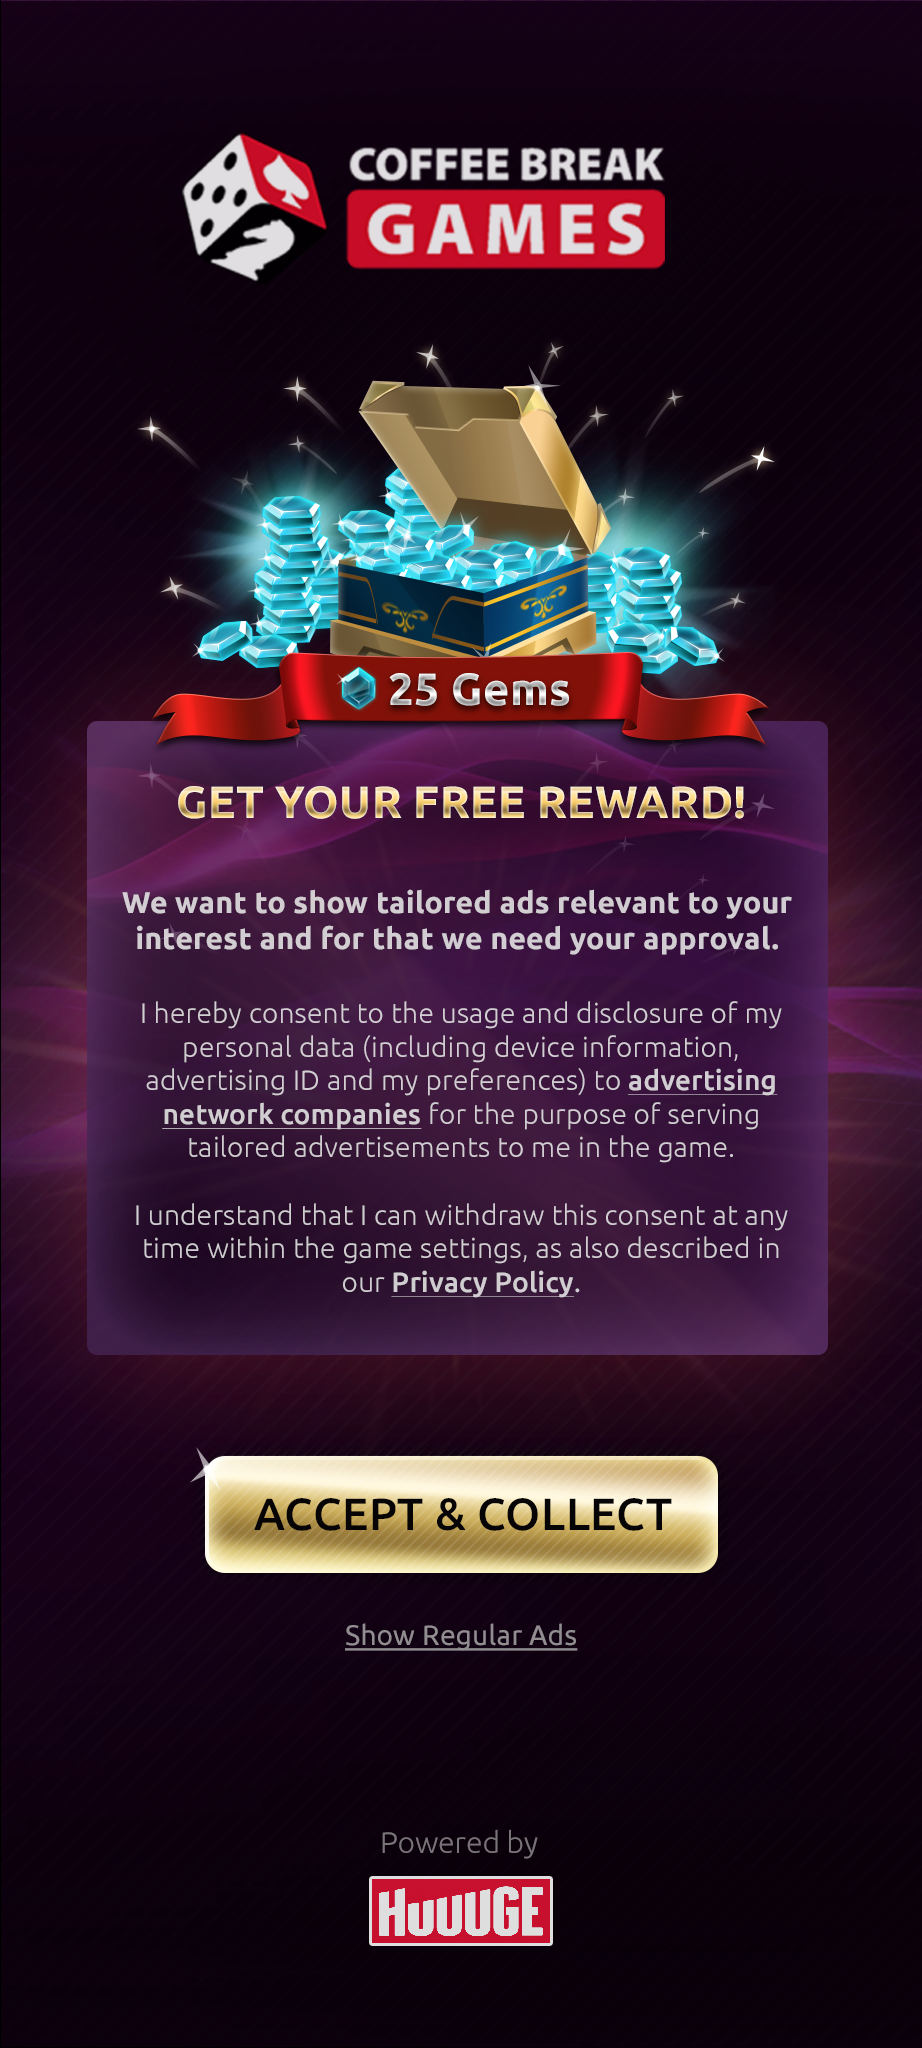 COFFEE BREAK
GAMES
25 Gems
GET YOUR FREE REWARD!
We want to show tailored ads relevant to your
interest and for that we need your approval.
I hereby consent to the usage and disclosure of my
personal data (including device information,
advertising ID and my preferences) to advertising
network companies for the purpose of serving
tailored advertisements to me in the game.
I understand that I can withdraw this consent at any
time within the game settings, as also described in
our Privacy Policy.
ACCEPT & COLLECT
Show Regular Ads
Powered by
HUUUGE